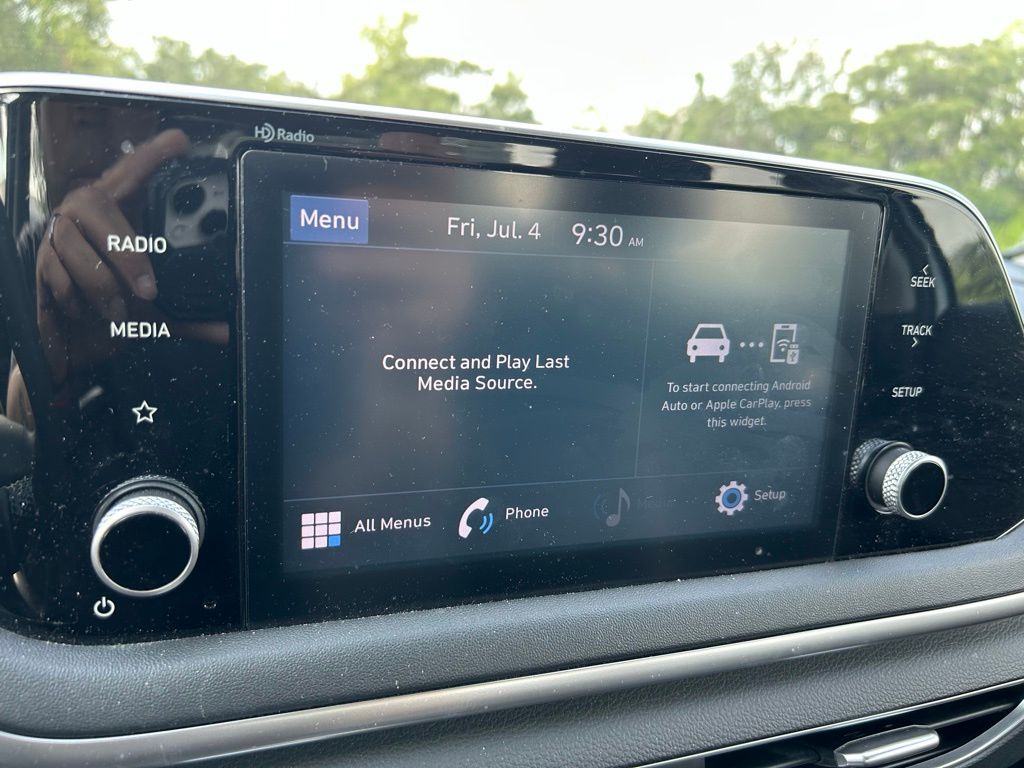 HD Radio
RADIO
MEDIA
Menu
Fri, Jul. 4
9:30 AM
Connect and Play Last
Media Source.
To start connecting Android
Auto or Apple CarPlay, press
this widget.
All Menus
Phone
Media
Setup
< SEEK
TRACK >
SETUP